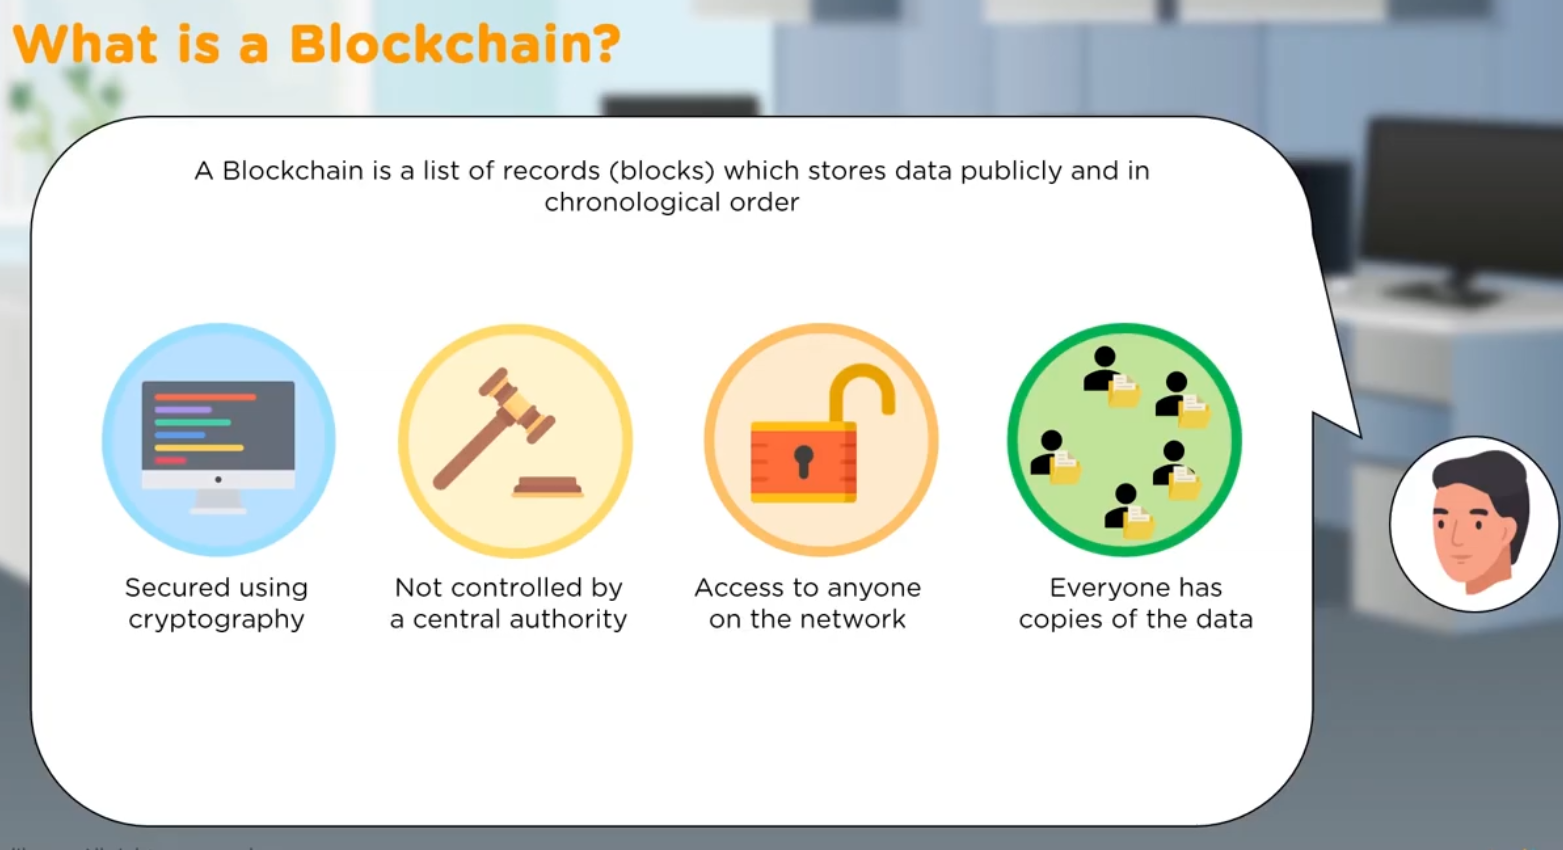 What is a Blockchain?
A Blockchain is a list of records (blocks) which stores data publicly and in
chronological order
Secured using
cryptography
Not controlled by
a central authority
Access to anyone
on the network
Everyone has
copies of the data